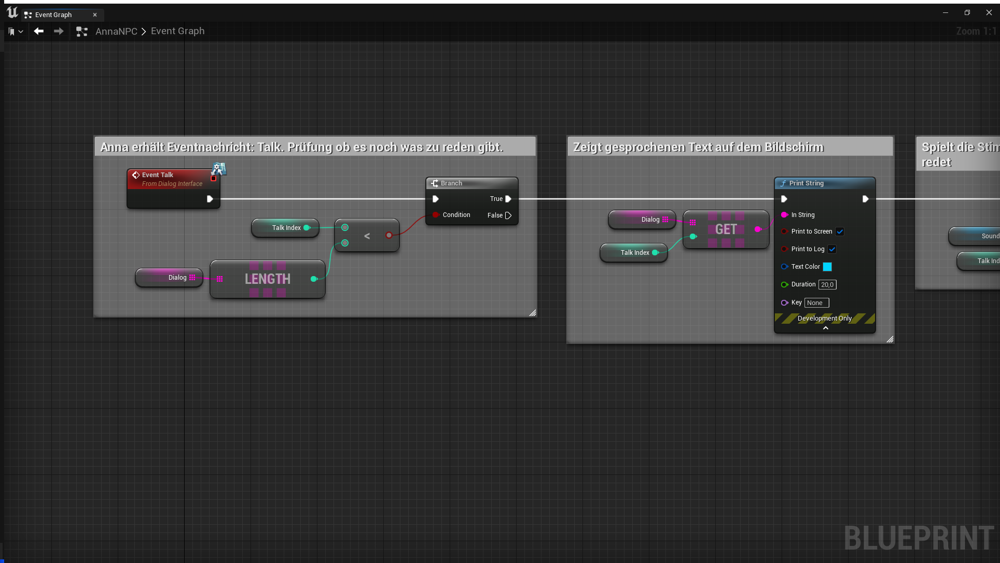 Event Graph
AnnaNPC > Event Graph
Zoom 1:1
Anna erhält Eventnachricht: Talk. Prüfung ob es noch was zu reden gibt.
Event Talk
From Dialog Interface
Branch
True
Condition
False
Talk Index
<
Dialog
LENGTH
Zeigt gesprochenen Text auf dem Bildschirm
Print String
Dialog
GET
In String
Talk Index
Print to Screen
Print to Log
Text Color
Duration 20,0
Key None
Development Only
Spielt die Stim
redet
Sound
Talk Ind
BLUEPRINT